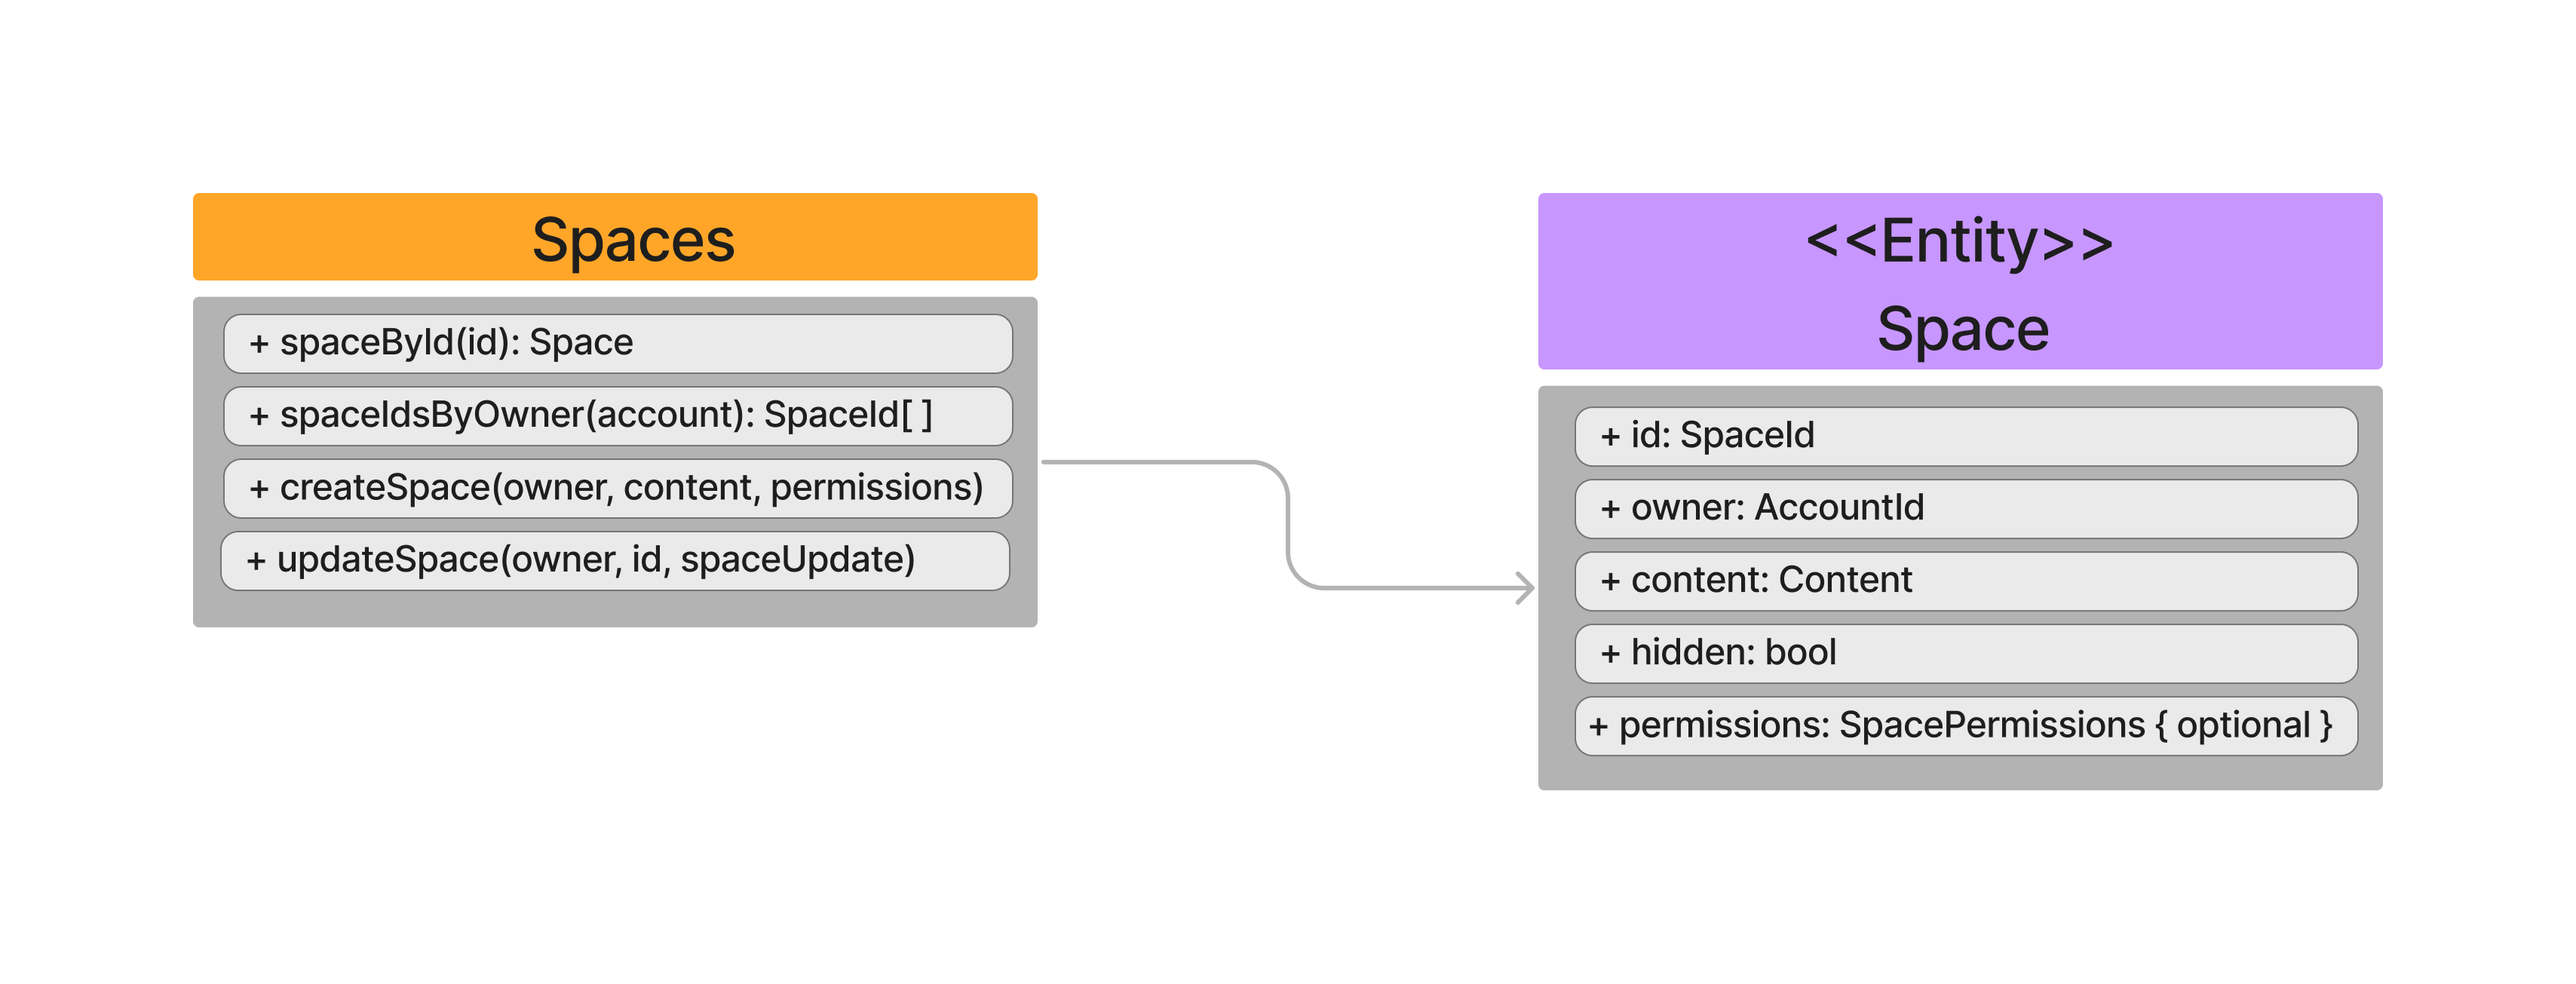 Spaces
+ spaceById(id): Space
+ spaceIdsByOwner(account): SpaceId[ ]
+ createSpace(owner, content, permissions)
+ updateSpace(owner, id, spaceUpdate)
<<Entity>>
Space
+ id: SpaceId
+ owner: AccountId
+ content: Content
+ hidden: bool
+ permissions: SpacePermissions { optional }